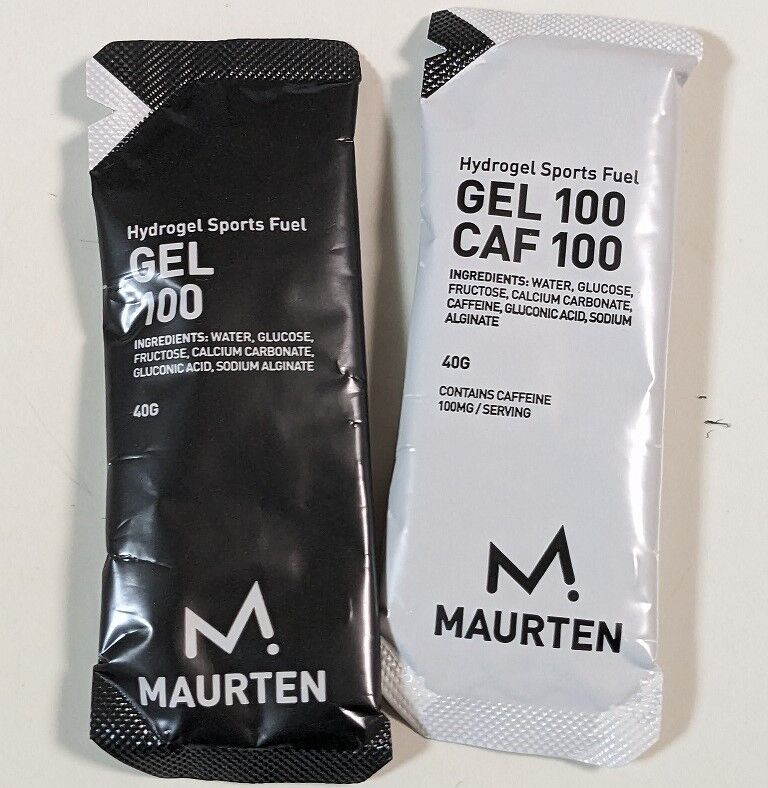 Hydrogel Sports Fuel
GEL
100
INGREDIENTS: WATER, GLUCOSE,
FRUCTOSE, CALCIUM CARBONATE,
GLUCONIC ACID, SODIUM ALGINATE
40G
MAURTEN
Hydrogel Sports Fuel
GEL 100
CAF 100
INGREDIENTS: WATER, GLUCOSE,
FRUCTOSE, CALCIUM CARBONATE,
CAFFEINE, GLUCONIC ACID, SODIUM
ALGINATE
40G
CONTAINS CAFFEINE
100MG / SERVING
MAURTEN